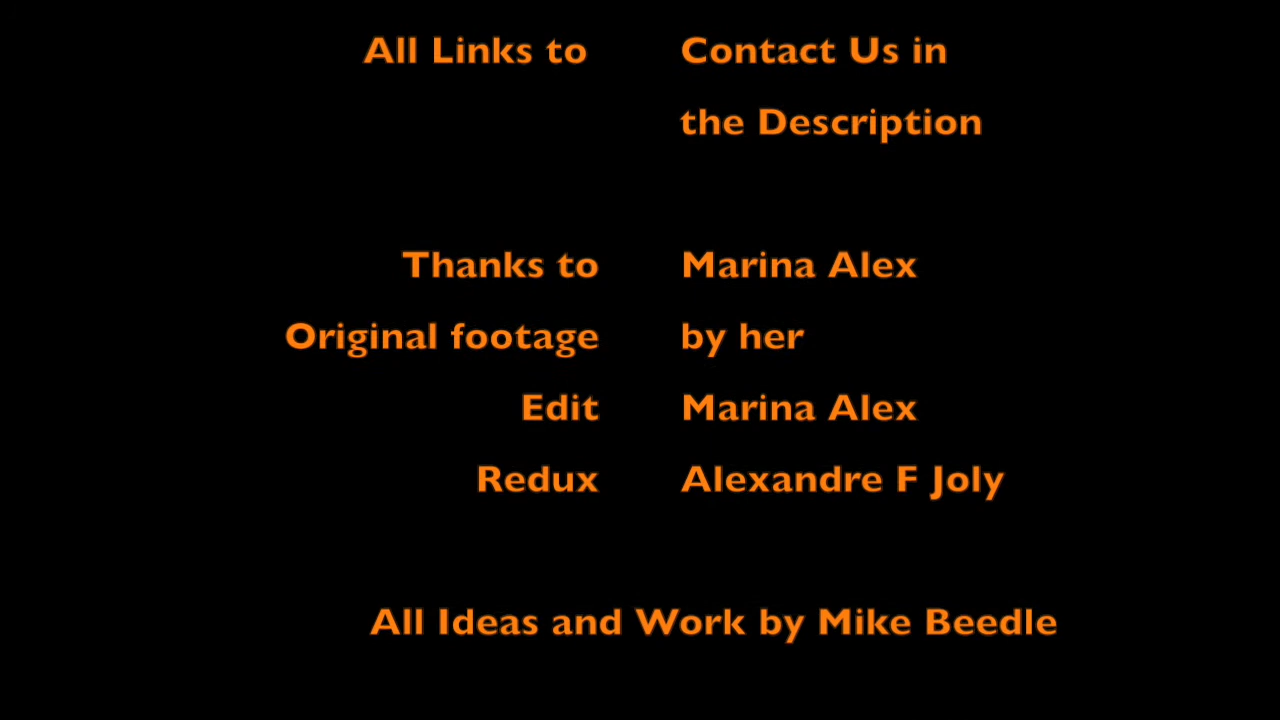 All Links to Contact Us in
the Description
Thanks to Marina Alex
Original footage by her
Edit Marina Alex
Redux Alexandre F Joly
All Ideas and Work by Mike Beedle